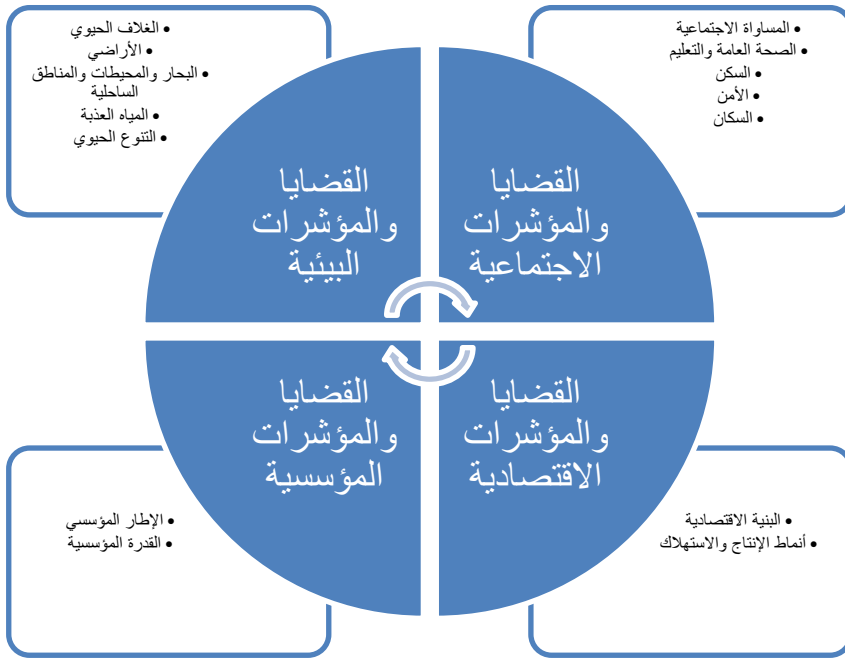 • المساواة الاجتماعية
• الصحة العامة والتعليم
• السكن
• الأمن
• السكان
القضايا
والمؤشرات
الاجتماعية
• الغلاف الحيوي
• الأراضي
• البحار والمحيطات والمناطق
الساحلية
• المياه العذبة
• التنوع الحيوي
القضايا
والمؤشرات
البيئية
القضايا
والمؤشرات
الاقتصادية
• البنية الاقتصادية
• أنماط الإنتاج والاستهلاك
القضايا
والمؤشرات
المؤسسية
• الإطار المؤسسي
• القدرة المؤسسية